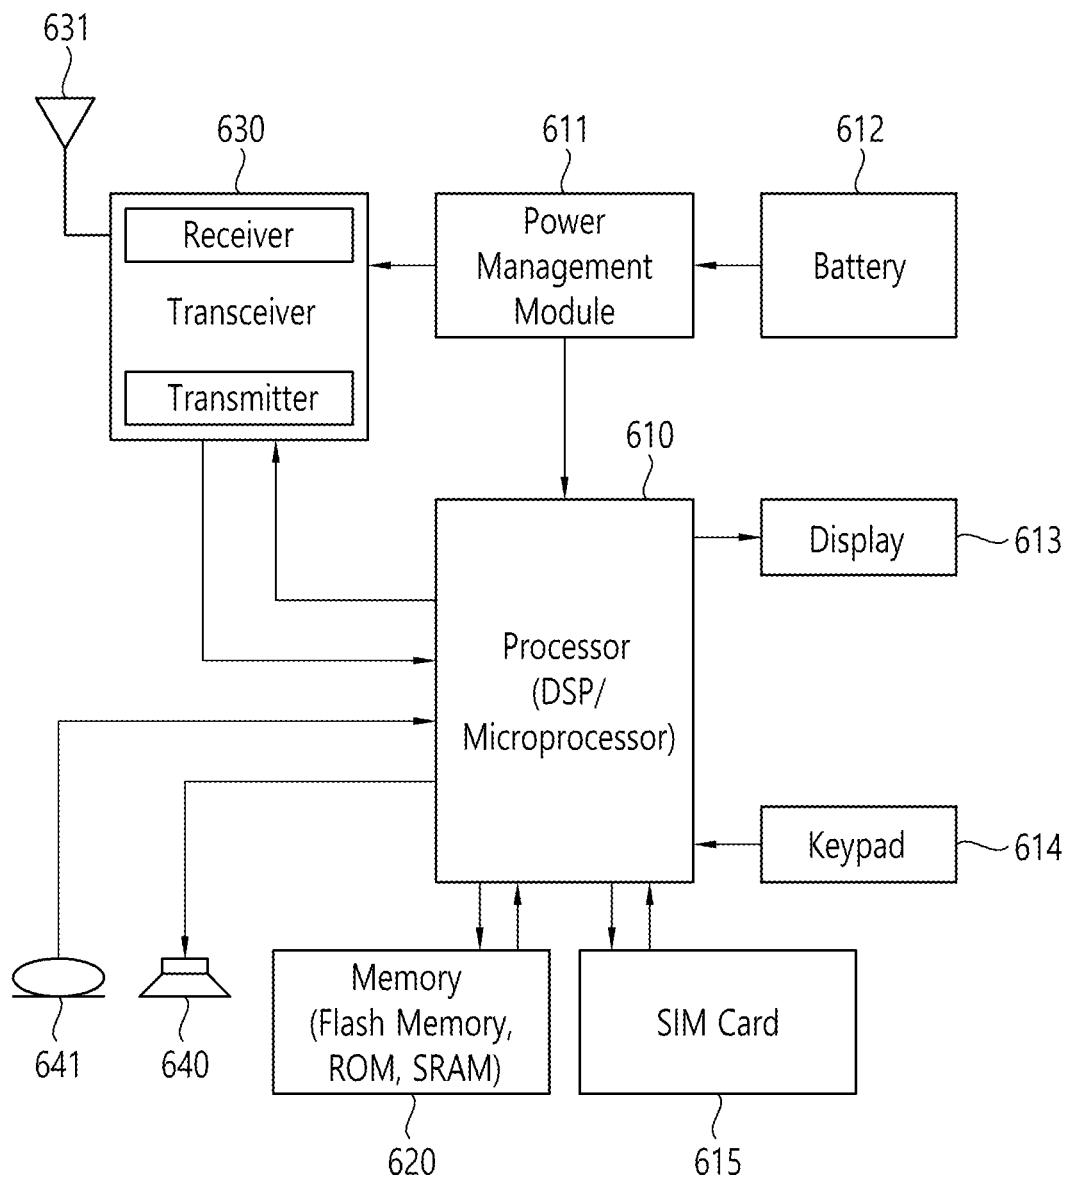 631
630
611
612
Receiver
Transceiver
Transmitter
Power
Management
Module
Battery
610
Display
613
Processor
(DSP/
Microprocessor)
Keypad
614
641
640
Memory
(Flash Memory,
ROM, SRAM)
SIM Card
620
615